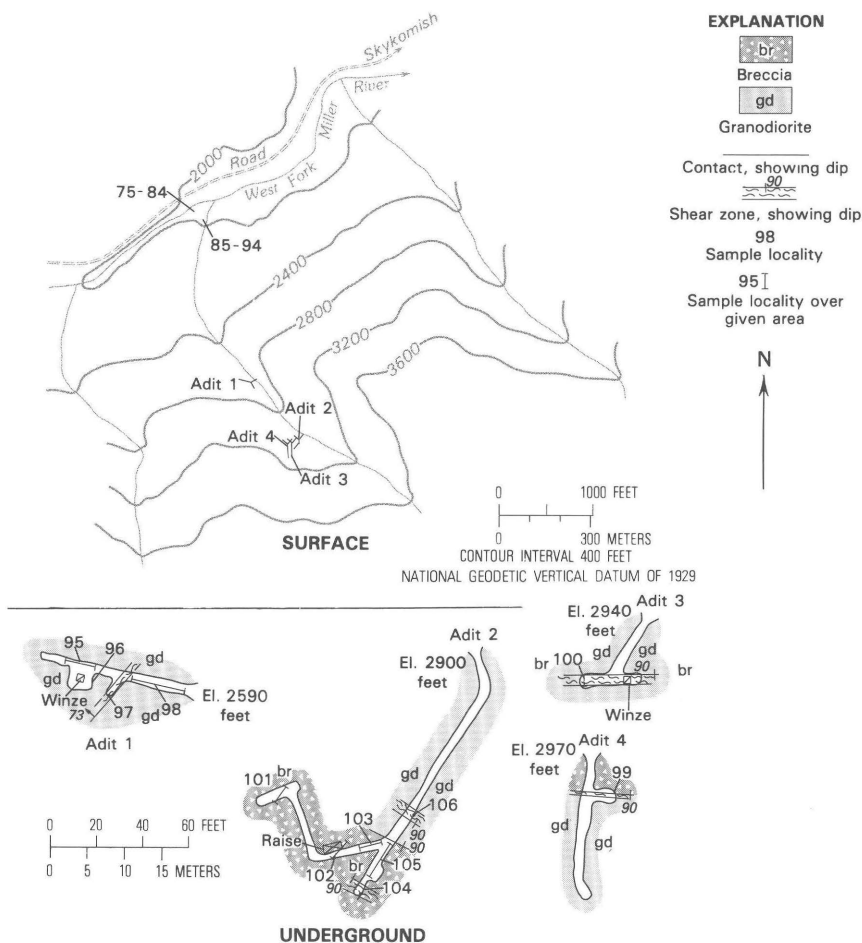 Skykomish
River
Miller
West Fork
Road
2000
75-84
85-94
2400
2800
3200
3600
Adit 1
Adit 2
Adit 4
Adit 3
SURFACE
EXPLANATION
br
Breccia
gd
Granodiorite
Contact, showing dip
90
Shear zone, showing dip
98
Sample locality
95
Sample locality over
given area
N
0 1000 FEET
0 300 METERS
CONTOUR INTERVAL 400 FEET
NATIONAL GEODETIC VERTICAL DATUM OF 1929
95
96
gd
gd
Winze
El. 2590
feet
98
gd
97
73
Adit 1
Adit 2
El. 2900
feet
gd
gd
106
90
90
103
105
101
br
Raise
br
102
90
104
El. 2940
feet
Adit 3
gd
gd
br
100
90
br
Winze
Adit 4
El. 2970
feet
99
90
gd
gd
0 20 40 60 FEET
0 5 10 15 METERS
UNDERGROUND